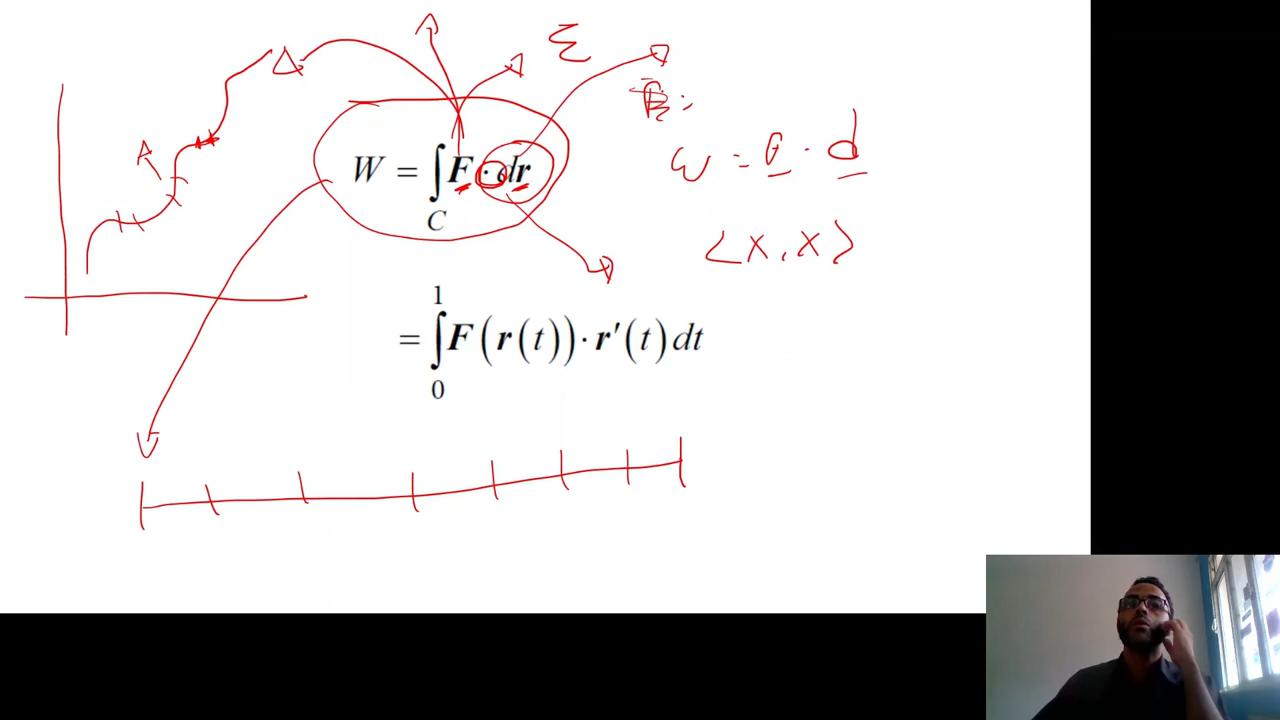 Σ
A
W = ∫_C F · dr
w = F · d
⟨x, x⟩
= ∫_0^1 F(r(t)) · r′(t) dt